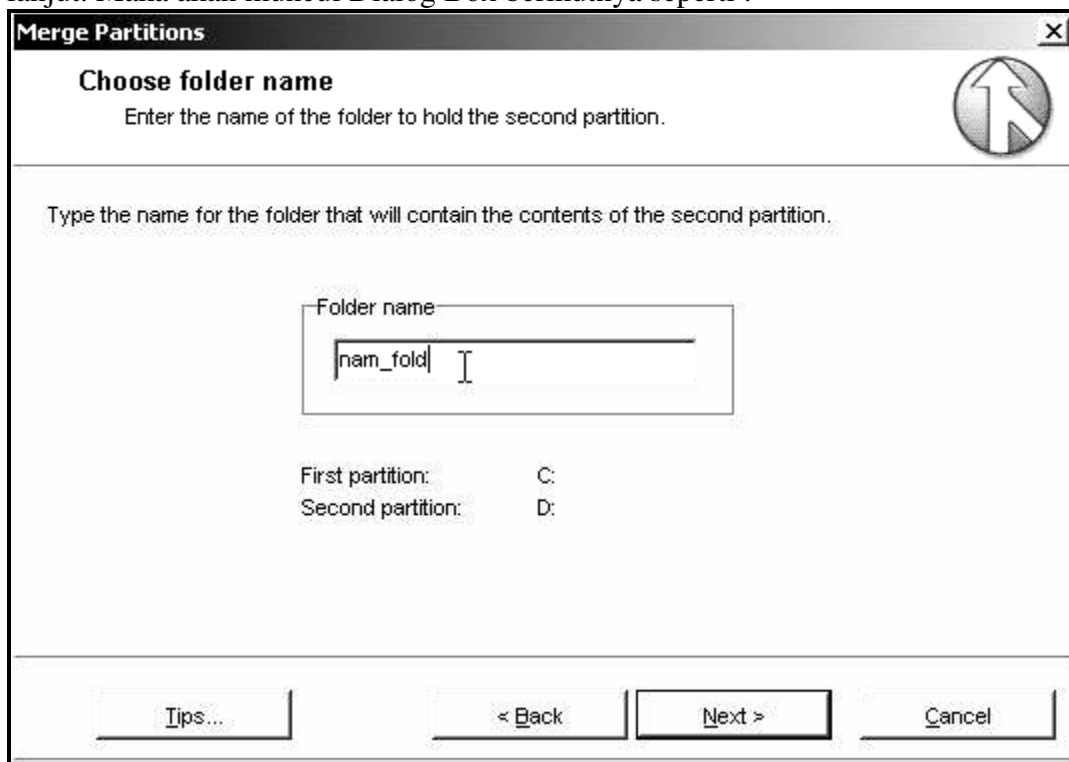 lanjut. Maka akan muncul Dialog Box berikutnya seperti :
Merge Partitions
Choose folder name
Enter the name of the folder to hold the second partition.
Type the name for the folder that will contain the contents of the second partition.
Folder name
nam_fold
First partition: C:
Second partition: D:
Tips... < Back Next > Cancel